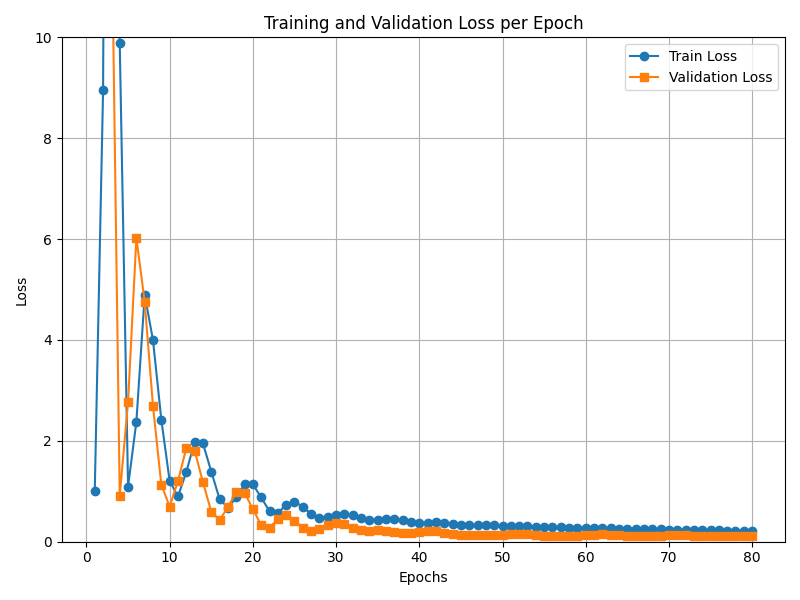 Training and Validation Loss per Epoch
Train Loss
Validation Loss
Loss
10
8
6
4
2
0
0 10 20 30 40 50 60 70 80
Epochs